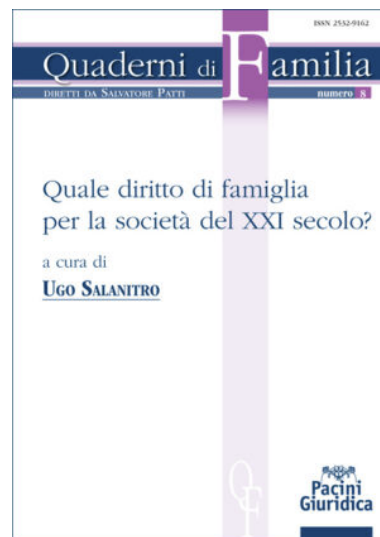 ISSN 2532-9162
Quaderni di Familia
DIRETTI DA SALVATORE PATTI
numero 8
Quale diritto di famiglia
per la società del XXI secolo?
a cura di
UGO SALANITRO
QF
Pacini
Giuridica